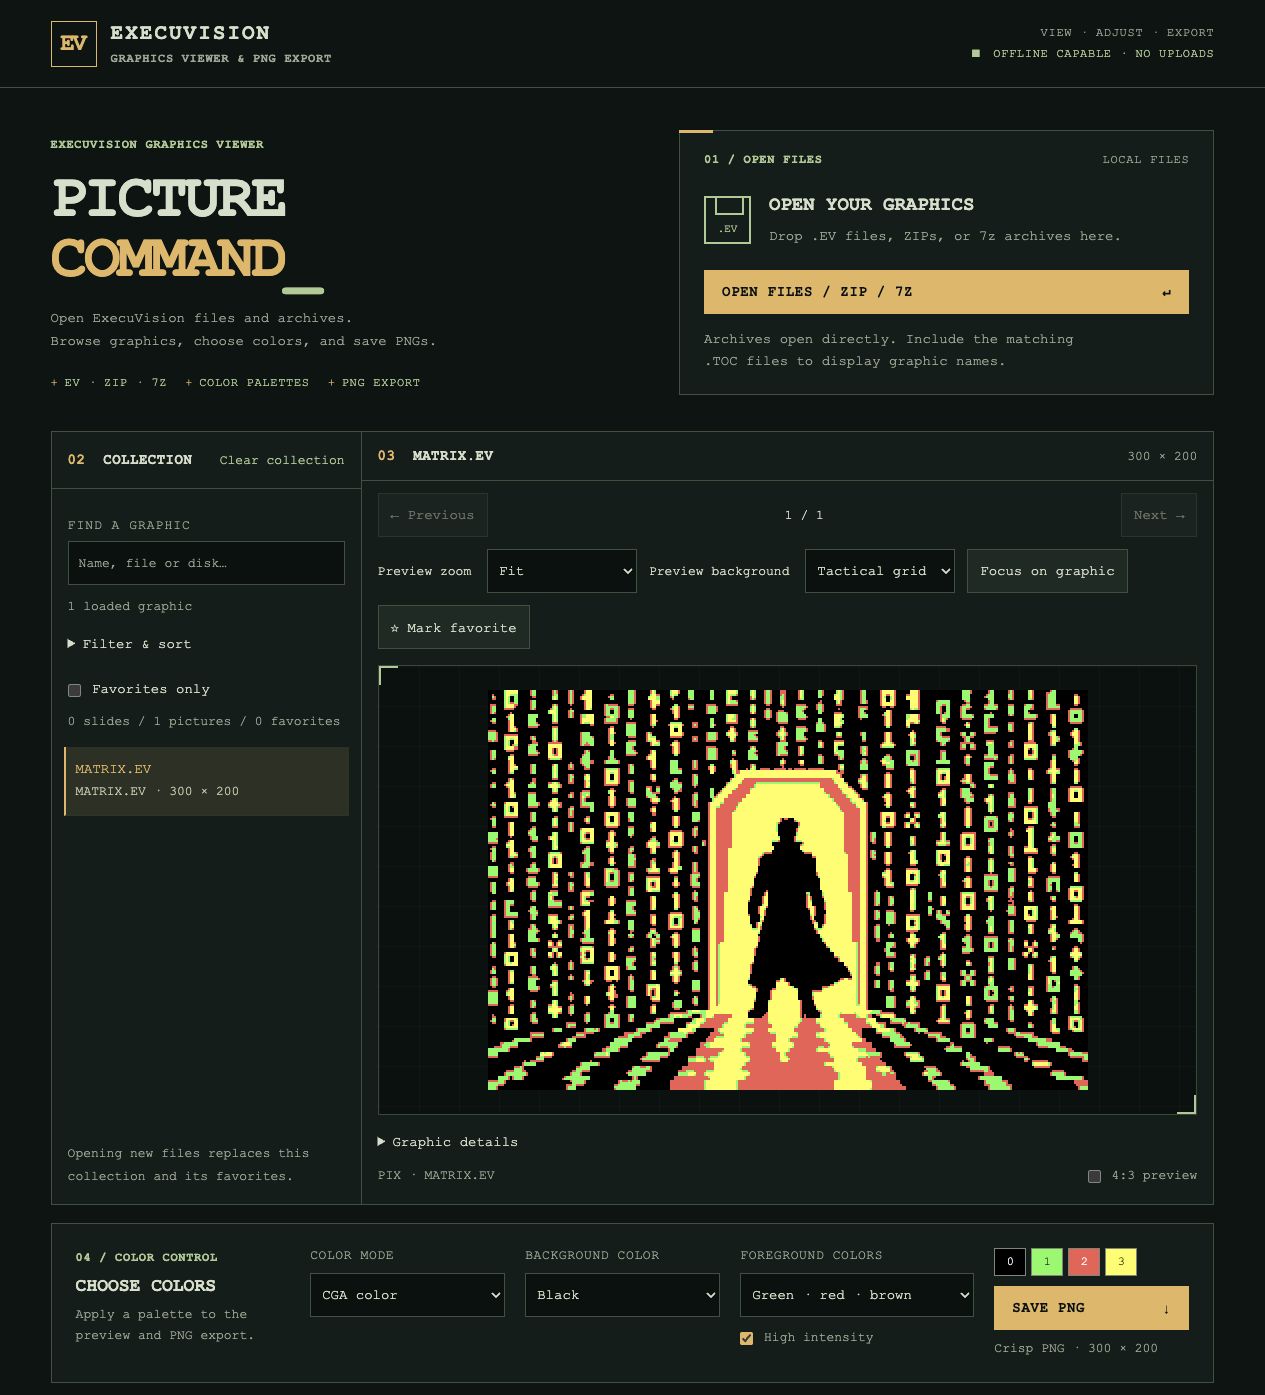 EV
EXECUVISION
GRAPHICS VIEWER & PNG EXPORT
VIEW · ADJUST · EXPORT
OFFLINE CAPABLE · NO UPLOADS
EXECUVISION GRAPHICS VIEWER
PICTURE
COMMAND
Open ExecuVision files and archives.
Browse graphics, choose colors, and save PNGs.
+ EV · ZIP · 7Z + COLOR PALETTES + PNG EXPORT
01 / OPEN FILES
LOCAL FILES
.EV
OPEN YOUR GRAPHICS
Drop .EV files, ZIPs, or 7z archives here.
OPEN FILES / ZIP / 7Z ↵
Archives open directly. Include the matching
.TOC files to display graphic names.
02 COLLECTION
Clear collection
FIND A GRAPHIC
Name, file or disk…
1 loaded graphic
▶ Filter & sort
Favorites only
0 slides / 1 pictures / 0 favorites
MATRIX.EV
MATRIX.EV · 300 × 200
Opening new files replaces this
collection and its favorites.
03 MATRIX.EV
300 × 200
← Previous
1 / 1
Next →
Preview zoom
Fit
Preview background
Tactical grid
Focus on graphic
☆ Mark favorite
▶ Graphic details
PIX · MATRIX.EV
4:3 preview
04 / COLOR CONTROL
CHOOSE COLORS
Apply a palette to the
preview and PNG export.
COLOR MODE
CGA color
BACKGROUND COLOR
Black
FOREGROUND COLORS
Green · red · brown
High intensity
0 1 2 3
SAVE PNG ↓
Crisp PNG · 300 × 200